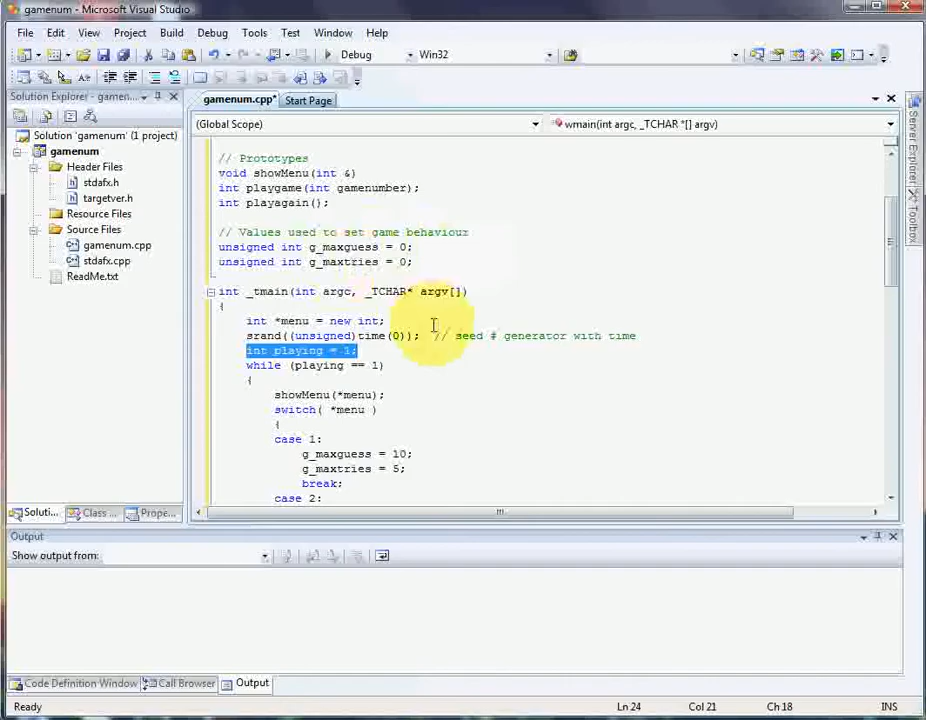 gamenum - Microsoft Visual Studio
File Edit View Project Build Debug Tools Test Window Help
Debug Win32
Solution Explorer - gamen...
gamenum.cpp* Start Page
(Global Scope) wmain(int argc, _TCHAR *[] argv)
Solution 'gamenum' (1 project)
gamenum
Header Files
stdafx.h
targetver.h
Resource Files
Source Files
gamenum.cpp
stdafx.cpp
ReadMe.txt
// Prototypes
void showMenu(int &)
int playgame(int gamenumber);
int playagain();
// Values used to set game behaviour
unsigned int g_maxguess = 0;
unsigned int g_maxtries = 0;
int _tmain(int argc, _TCHAR* argv[])
{
int *menu = new int;
srand((unsigned)time(0)); // seed # generator with time
int playing = 1;
while (playing == 1)
{
showMenu(*menu);
switch( *menu )
{
case 1:
g_maxguess = 10;
g_maxtries = 5;
break;
case 2:
Server Explorer
Toolbox
Soluti... Class ... Prope...
Output
Show output from:
Code Definition Window Call Browser Output
Ready Ln 24 Col 21 Ch 18 INS